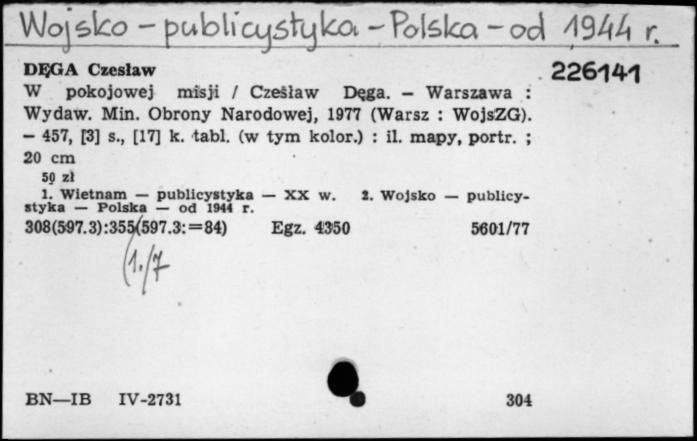 Wojsko – publicystyka – Polska – od 1944 r.
226141
DĘGA Czesław
W pokojowej misji / Czesław Dęga. – Warszawa :
Wydaw. Min. Obrony Narodowej, 1977 (Warsz : WojsZG).
– 457, [3] s., [17] k. tabl. (w tym kolor.) : il. mapy, portr. ;
20 cm
50 zł
1. Wietnam — publicystyka — XX w. 2. Wojsko — publicy-
styka — Polska — od 1944 r.
308(597.3):355(597.3:=84) Egz. 4350 5601/77
(1./7
BN—IB IV-2731 304